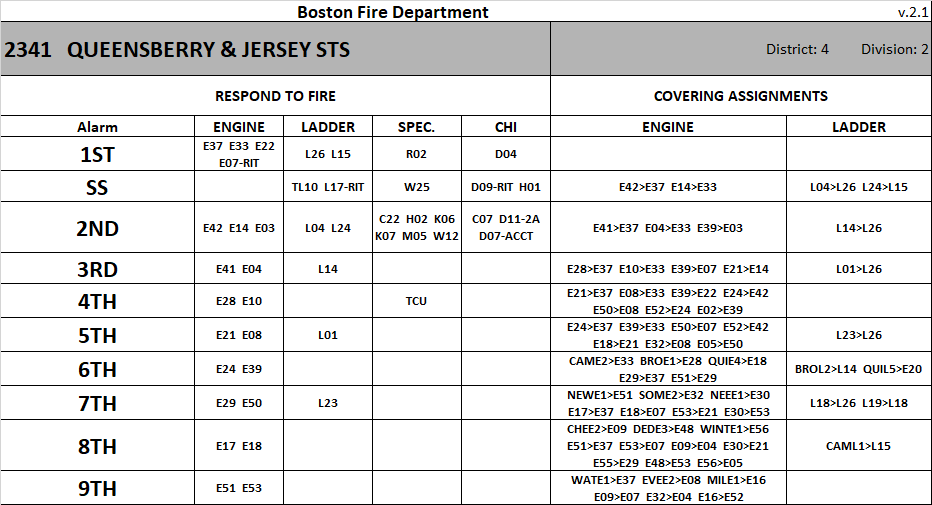 Boston Fire Department v.2.1
2341 QUEENSBERRY & JERSEY STS District: 4 Division: 2
RESPOND TO FIRE COVERING ASSIGNMENTS
Alarm ENGINE LADDER SPEC. CHI ENGINE LADDER
1ST E37 E33 E22 E07-RIT L26 L15 R02 D04
SS TL10 L17-RIT W25 D09-RIT H01 E42>E37 E14>E33 L04>L26 L24>L15
2ND E42 E14 E03 L04 L24 C22 H02 K06 K07 M05 W12 C07 D11-2A D07-ACCT E41>E37 E04>E33 E39>E03 L14>L26
3RD E41 E04 L14 E28>E37 E10>E33 E39>E07 E21>E14 L01>L26
4TH E28 E10 TCU E21>E37 E08>E33 E39>E22 E24>E42 E50>E08 E52>E24 E02>E39
5TH E21 E08 L01 E24>E37 E39>E33 E50>E07 E52>E42 E18>E21 E32>E08 E05>E50 L23>L26
6TH E24 E39 CAME2>E33 BROE1>E28 QUIE4>E18 E29>E37 E51>E29 BROL2>L14 QUIL5>E20
7TH E29 E50 L23 NEWE1>E51 SOME2>E32 NEEE1>E30 E17>E37 E18>E07 E53>E21 E30>E53 L18>L26 L19>L18
8TH E17 E18 CHEE2>E09 DEDE3>E48 WINTE1>E56 E51>E37 E53>E07 E09>E04 E30>E21 E55>E29 E48>E53 E56>E05 CAML1>L15
9TH E51 E53 WATE1>E37 EVEE2>E08 MILE1>E16 E09>E07 E32>E04 E16>E52